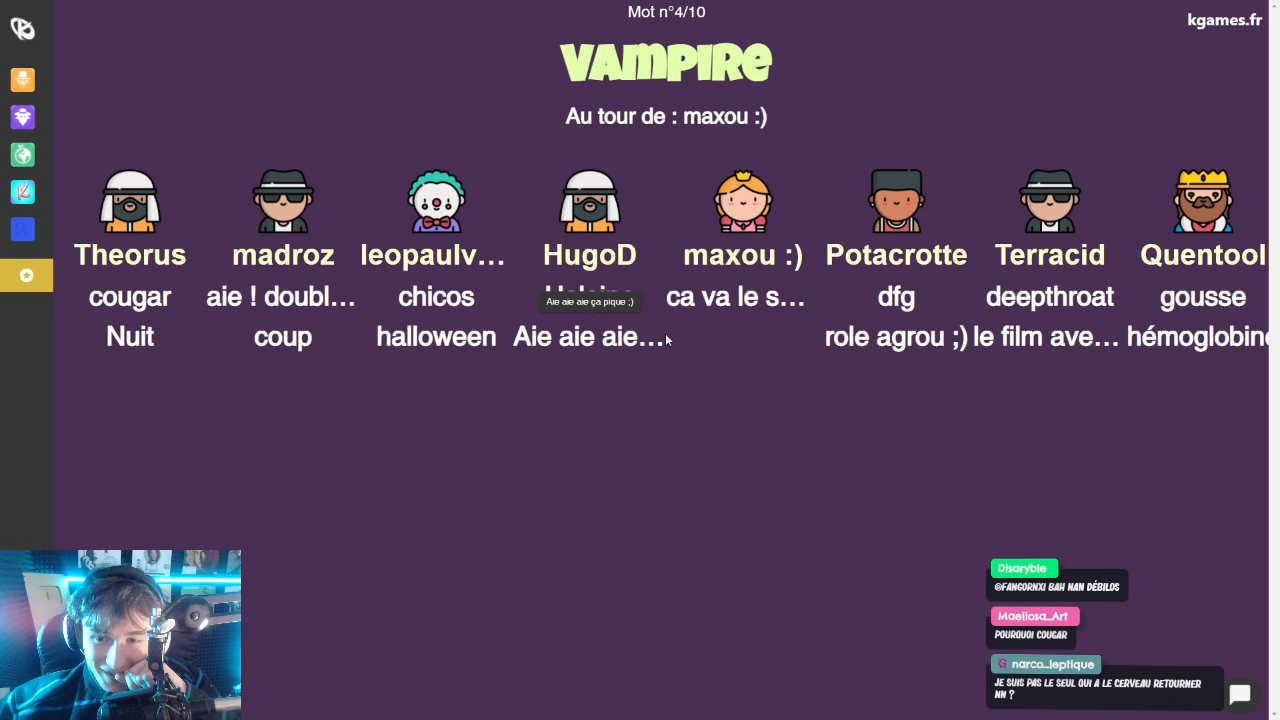 Mot n°4/10
kgames.fr
VAMPIRE
Au tour de : maxou :)
Theorus madroz leopaulv... HugoD maxou :) Potacrotte Terracid Quentool
cougar aie ! doubl... chicos ca va le s... dfg deepthroat gousse
Aie aie aie ça pique ;)
Nuit coup halloween Aie aie aie... role agrou ;) le film ave... hémoglobine
Disaryble
@FANGORNXI BAH NAN DÉBILOS
Maeliosa_Art
POURQUOI COUGAR
narco_leptique
JE SUIS PAS LE SEUL QUI A LE CERVEAU RETOURNER
NN ?